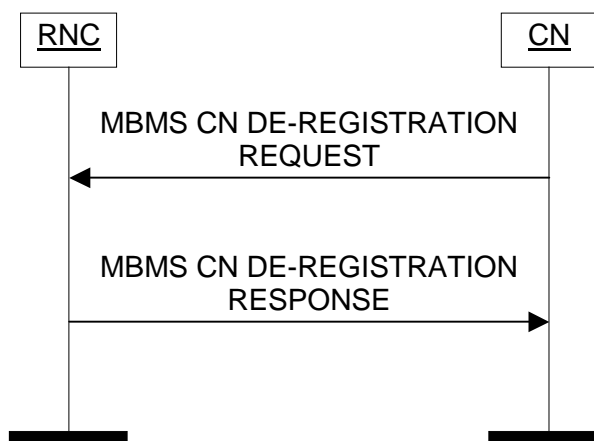 RNC
CN
MBMS CN DE-REGISTRATION
REQUEST
MBMS CN DE-REGISTRATION
RESPONSE